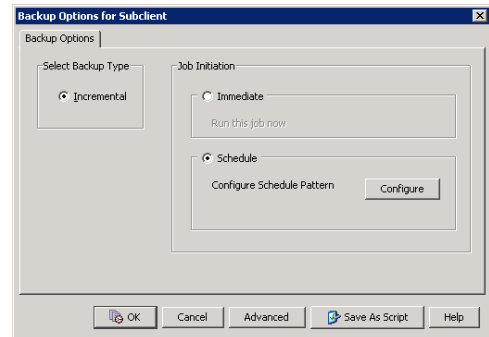 Backup Options for Subclient
Backup Options
Select Backup Type
Incremental
Job Initiation
Immediate
Run this job now
Schedule
Configure Schedule Pattern
Configure
OK
Cancel
Advanced
Save As Script
Help